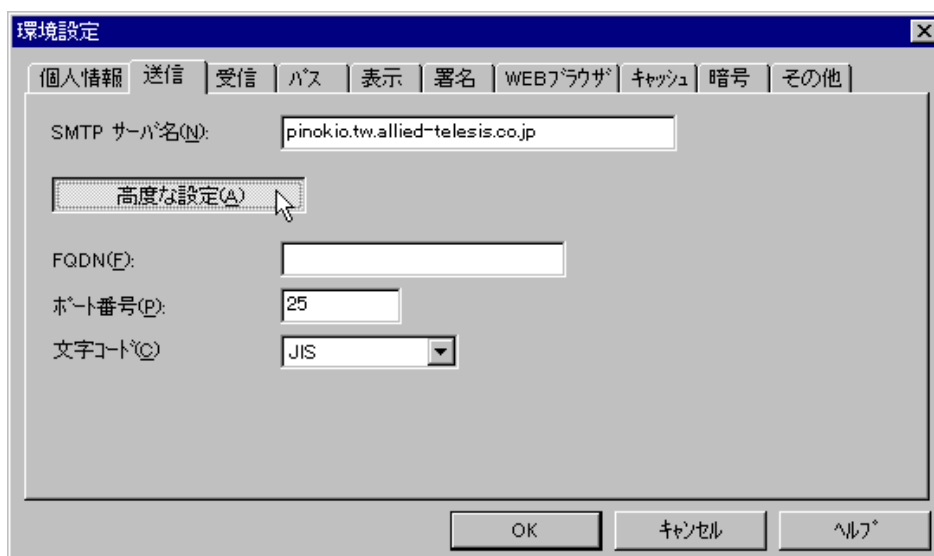 環境設定
個人情報 送信 受信 ﾊﾟｽ 表示 署名 WEBﾌﾞﾗｳｻﾞ ｷｬｯｼｭ 暗号 その他
SMTP ｻｰﾊﾞ名(N): pinokio.tw.allied-telesis.co.jp
高度な設定(A)
FQDN(F):
ﾎﾟｰﾄ番号(P): 25
文字ｺｰﾄﾞ(C) JIS
OK ｷｬﾝｾﾙ ﾍﾙﾌﾟ